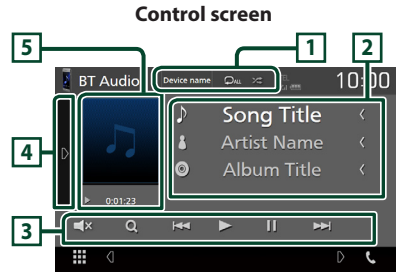 Control screen
5
1
2
BT Audio
Device name
ALL
10:00
Song Title
Artist Name
Album Title
4
0:01:23
3